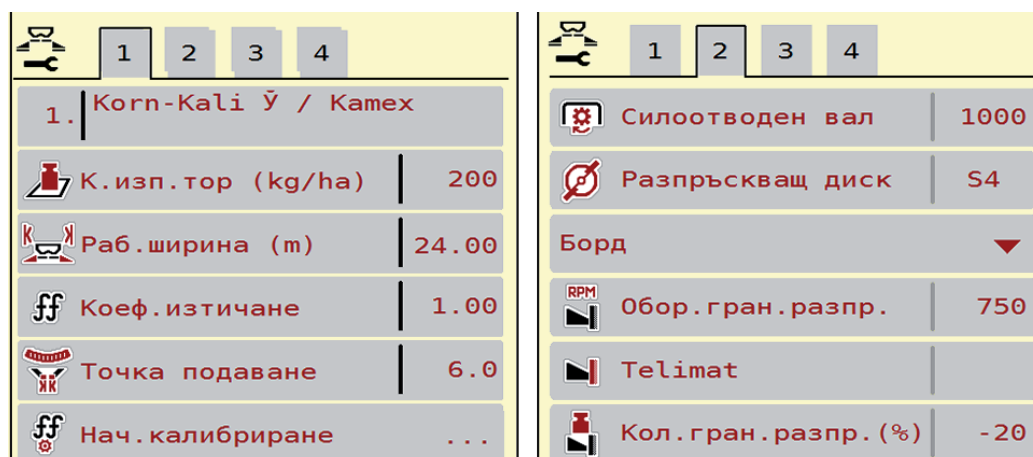 1 2 3 4
1. Korn-Kali Ў / Kamex
К.изп.тор (kg/ha) 200
Раб.ширина (m) 24.00
Коеф.изтичане 1.00
Точка подаване 6.0
Нач.калибриране ...
1 2 3 4
Силоотводен вал 1000
Разпръскващ диск S4
Борд
RPM
Обор.гран.разпр. 750
Telimat
Кол.гран.разпр.(%) -20